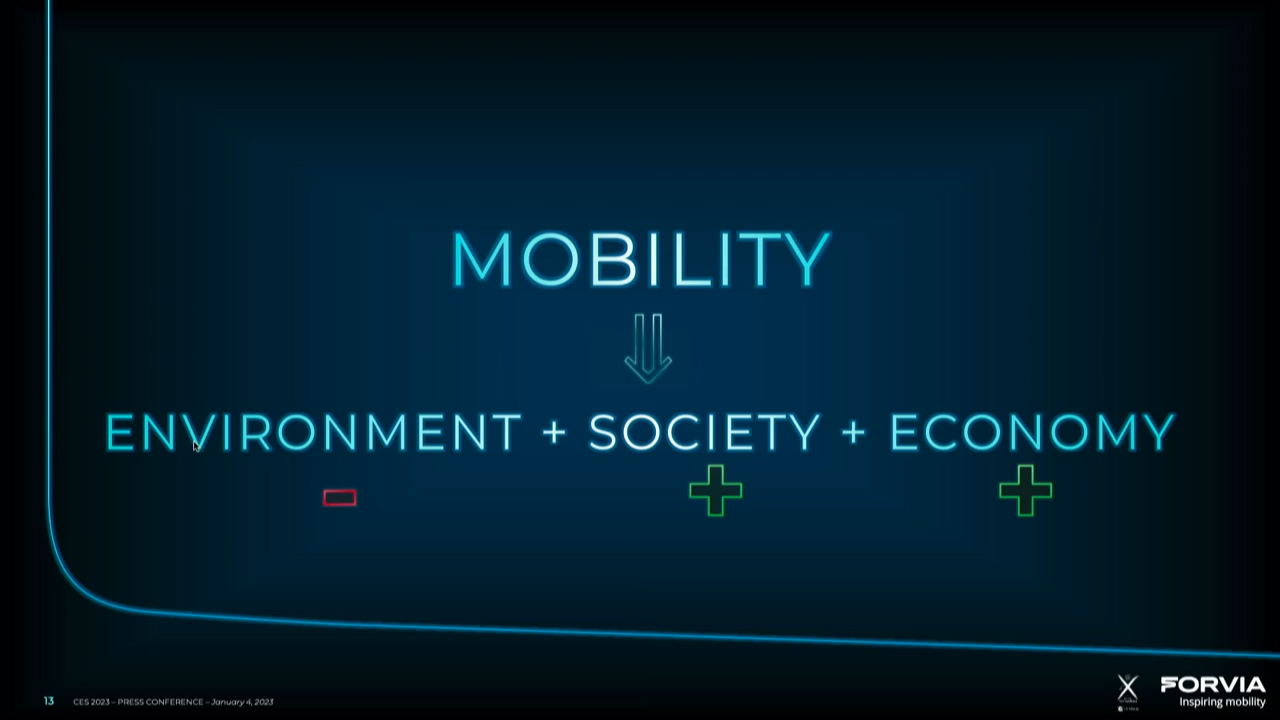 MOBILITY
ENVIRONMENT + SOCIETY + ECONOMY
13 CES 2023 – PRESS CONFERENCE – January 4, 2023
FORVIA
Inspiring mobility